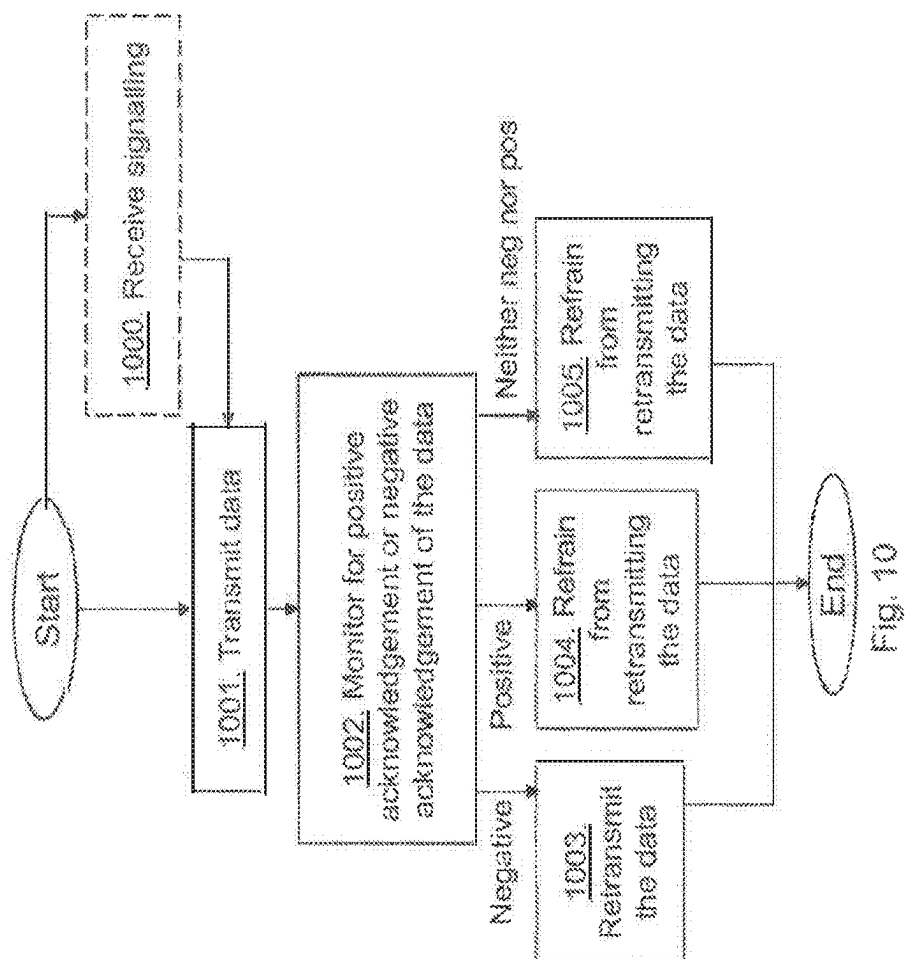 Start
1000. Receive signalling
1001. Transmit data
1002. Monitor for positive
acknowledgement or negative
acknowledgement of the data
Negative
Positive
Neither neg nor pos
1003.
Retransmit
the data
1004. Refrain
from
retransmitting
the data
1005. Refrain
from
retransmitting
the data
End
Fig. 10